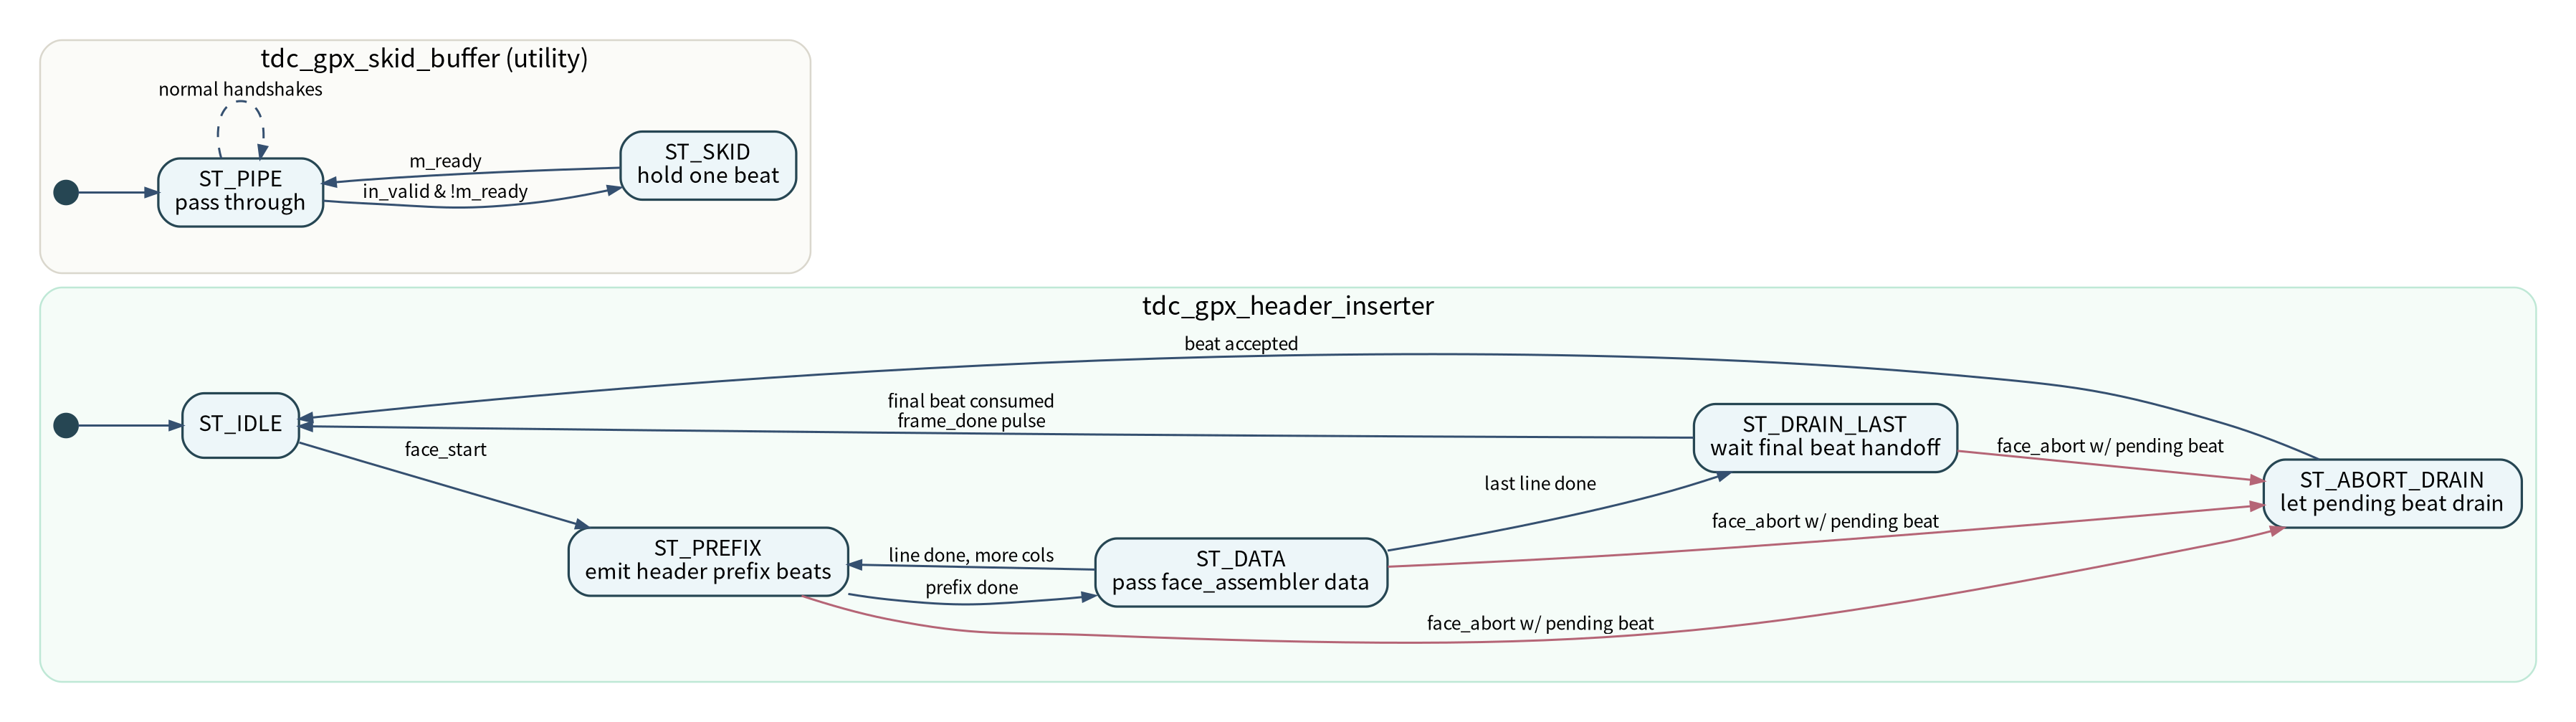 tdc_gpx_skid_buffer (utility)
normal handshakes
ST_PIPE
pass through
m_ready
in_valid & !m_ready
ST_SKID
hold one beat
tdc_gpx_header_inserter
beat accepted
final beat consumed
frame_done pulse
ST_IDLE
face_start
ST_DRAIN_LAST
wait final beat handoff
face_abort w/ pending beat
ST_ABORT_DRAIN
let pending beat drain
last line done
face_abort w/ pending beat
ST_PREFIX
emit header prefix beats
line done, more cols
prefix done
ST_DATA
pass face_assembler data
face_abort w/ pending beat